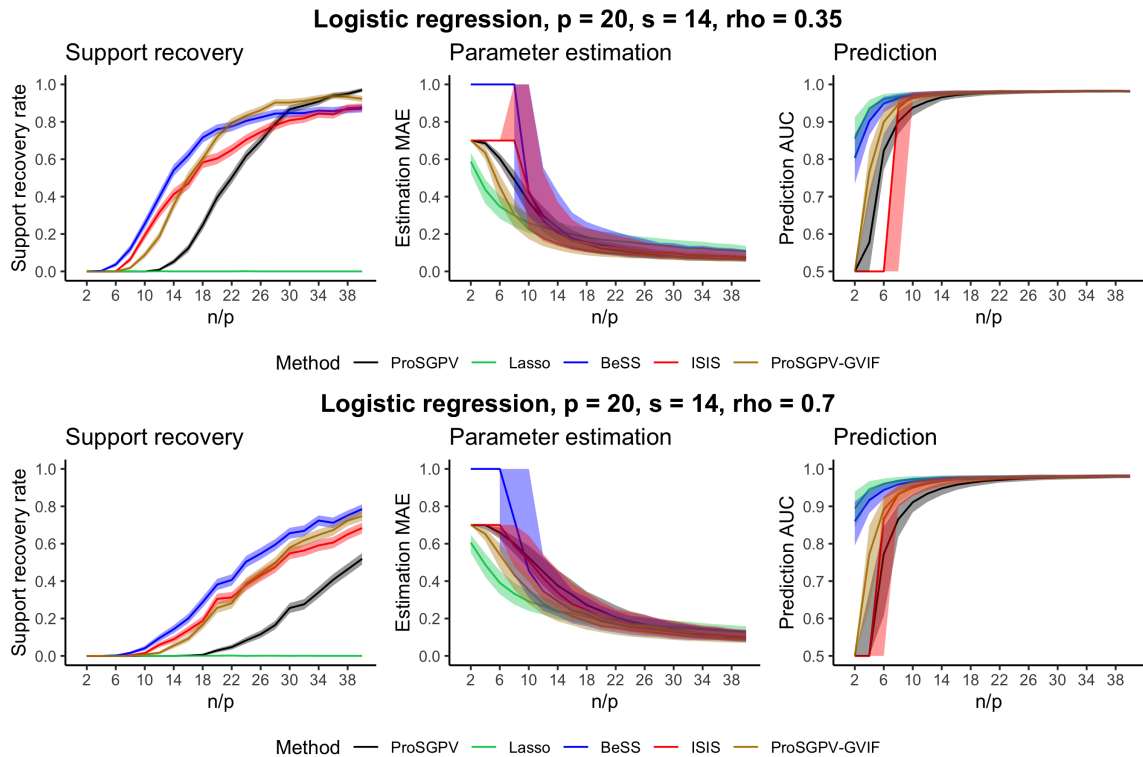 Logistic regression, p = 20, s = 14, rho = 0.35
Support recovery
Parameter estimation
Prediction
Support recovery rate
1.0
0.8
0.6
0.4
0.2
0.0
2 6 10 14 18 22 26 30 34 38
n/p
Estimation MAE
1.0
0.8
0.6
0.4
0.2
0.0
2 6 10 14 18 22 26 30 34 38
n/p
Prediction AUC
1.0
0.9
0.8
0.7
0.6
0.5
2 6 10 14 18 22 26 30 34 38
n/p
Method ProSGPV Lasso BeSS ISIS ProSGPV-GVIF
Logistic regression, p = 20, s = 14, rho = 0.7
Support recovery
Parameter estimation
Prediction
Support recovery rate
1.0
0.8
0.6
0.4
0.2
0.0
2 6 10 14 18 22 26 30 34 38
n/p
Estimation MAE
1.0
0.8
0.6
0.4
0.2
0.0
2 6 10 14 18 22 26 30 34 38
n/p
Prediction AUC
1.0
0.9
0.8
0.7
0.6
0.5
2 6 10 14 18 22 26 30 34 38
n/p
Method ProSGPV Lasso BeSS ISIS ProSGPV-GVIF